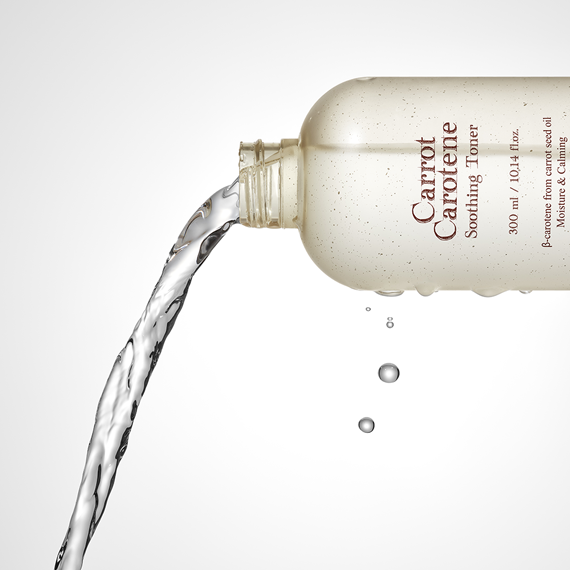 Carrot
Carotene
Soothing Toner
300 ml / 10.14 fl.oz.
β-carotene from carrot seed oil
Moisture & Calming